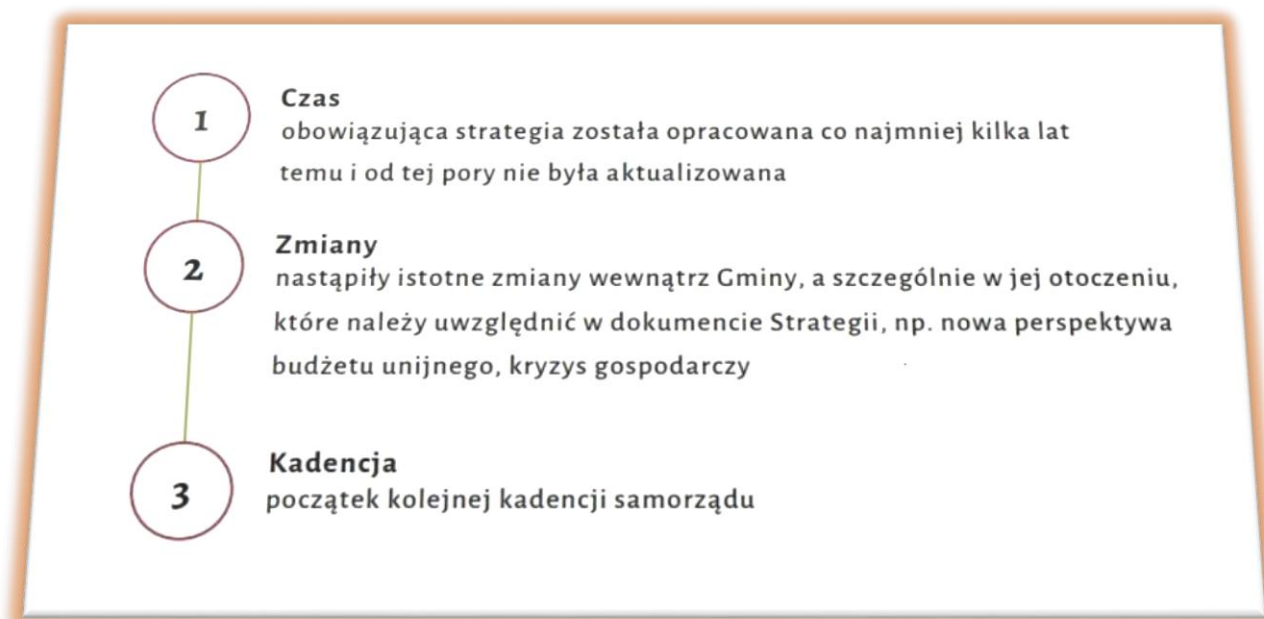 1
Czas
obowiązująca strategia została opracowana co najmniej kilka lat
temu i od tej pory nie była aktualizowana
2
Zmiany
nastąpiły istotne zmiany wewnątrz Gminy, a szczególnie w jej otoczeniu,
które należy uwzględnić w dokumencie Strategii, np. nowa perspektywa
budżetu unijnego, kryzys gospodarczy
3
Kadencja
początek kolejnej kadencji samorządu